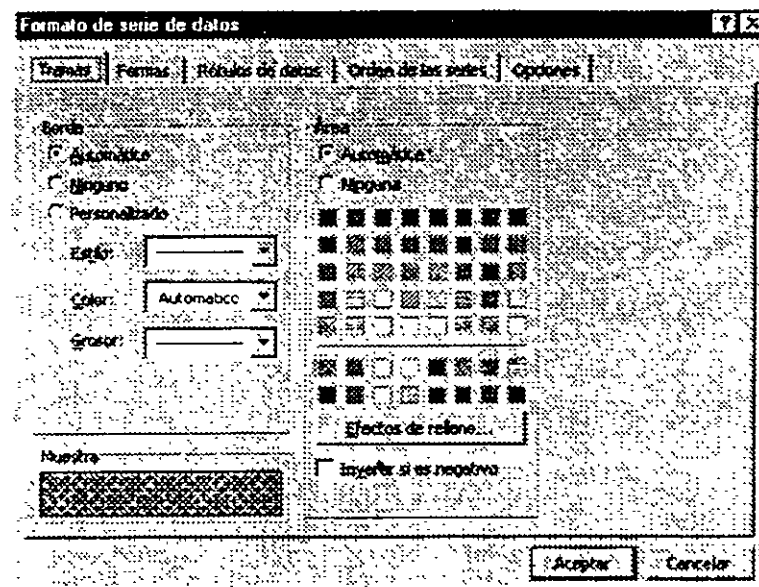 Formato de serie de datos
Tramas Formas Rótulos de datos Orden de las series Opciones
Borde
Automático
Ninguno
Personalizado
Estilo:
Color: Automático
Grosor:
Muestra
Área
Automática
Ninguna
Efectos de relleno...
Invertir si es negativo
Aceptar Cancelar